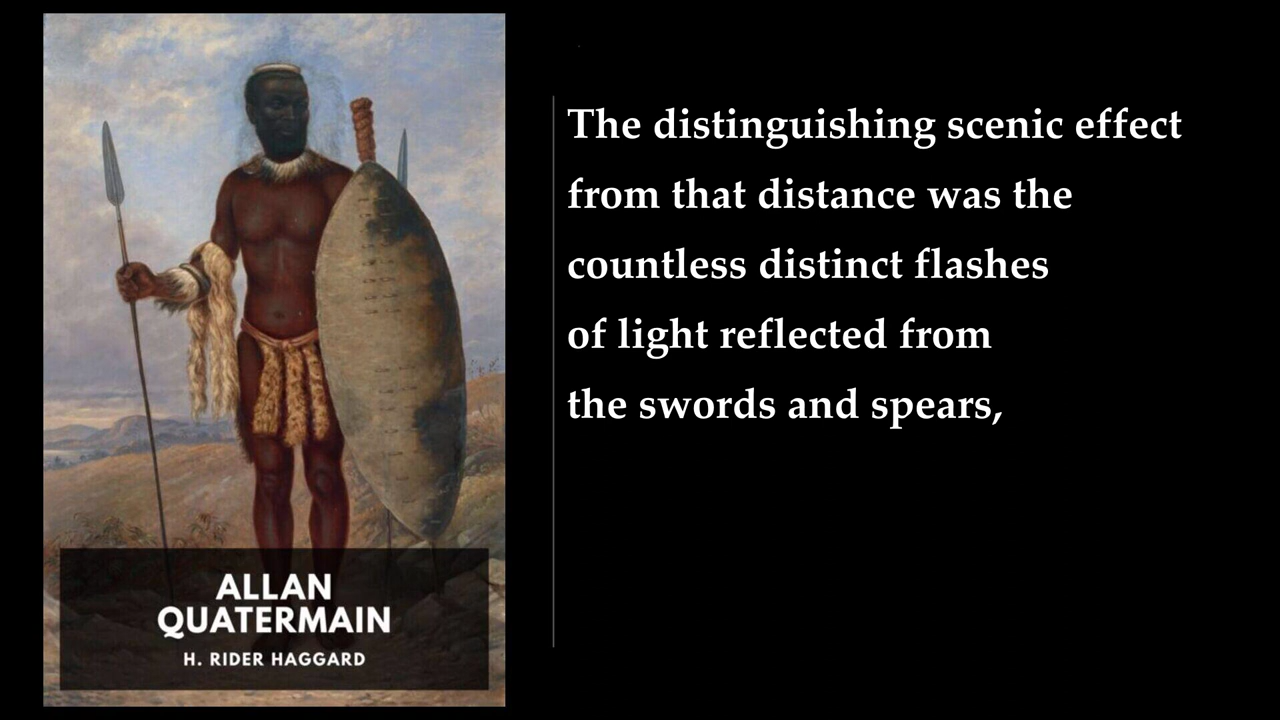 The distinguishing scenic effect
from that distance was the
countless distinct flashes
of light reflected from
the swords and spears,
ALLAN
QUATERMAIN
H. RIDER HAGGARD